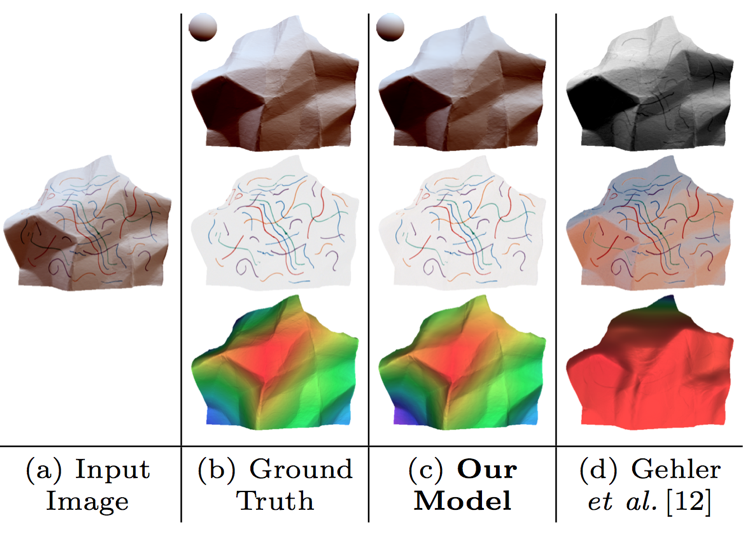 (a) Input
Image
(b) Ground
Truth
(c) Our
Model
(d) Gehler
et al. [12]